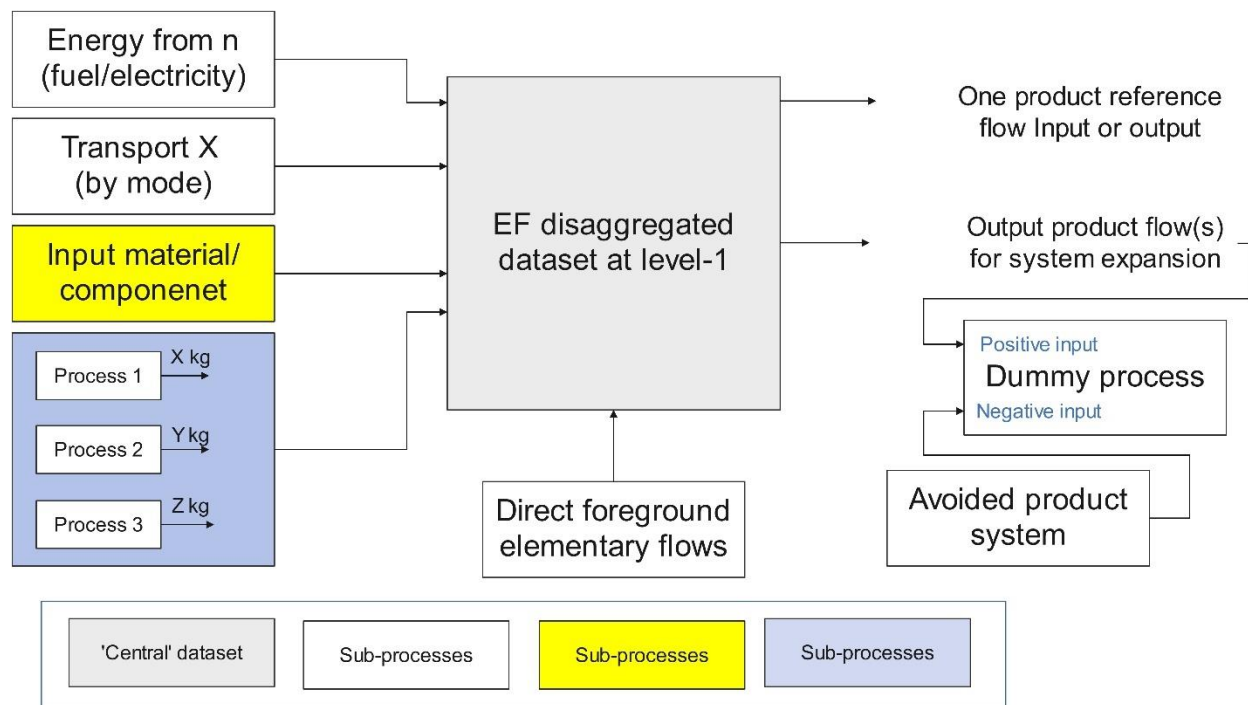 Energy from n
(fuel/electricity)
Transport X
(by mode)
Input material/
componenet
Process 1
X kg
Process 2
Y kg
Process 3
Z kg
EF disaggregated
dataset at level-1
Direct foreground
elementary flows
One product reference
flow Input or output
Output product flow(s)
for system expansion
Positive input
Dummy process
Negative input
Avoided product
system
'Central' dataset
Sub-processes
Sub-processes
Sub-processes